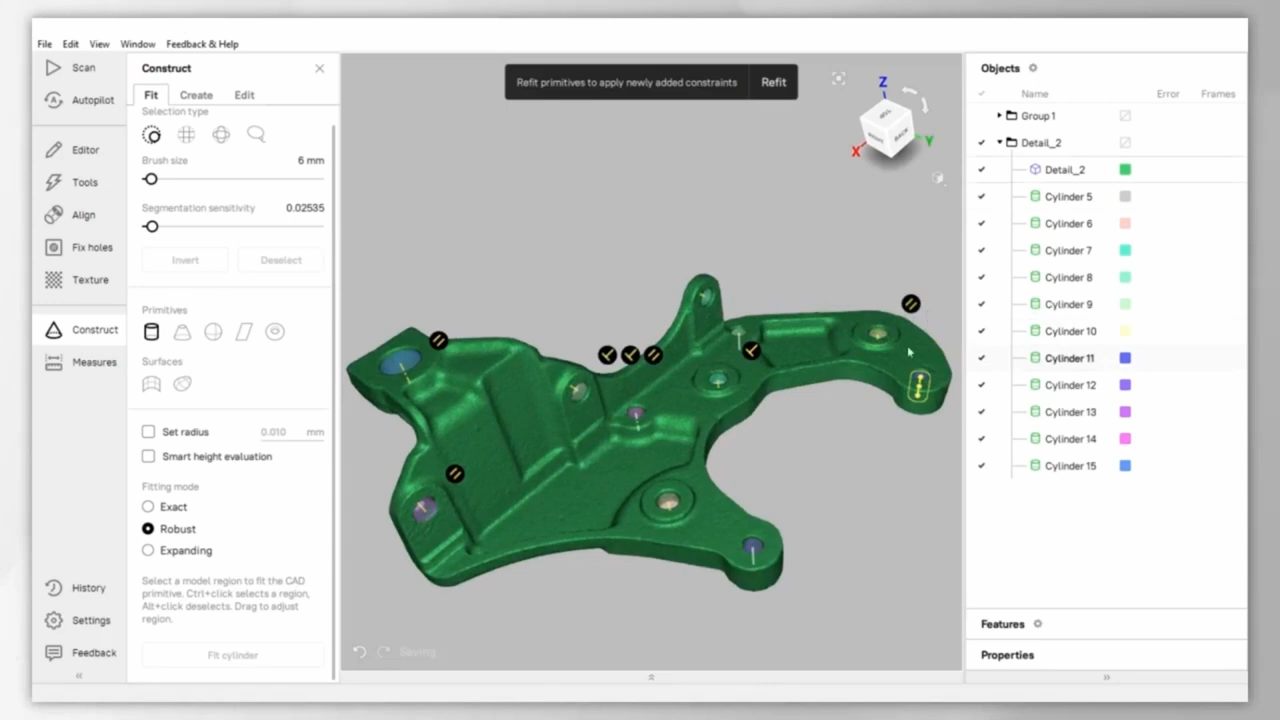 File Edit View Window Feedback & Help
Scan
Autopilot
Editor
Tools
Align
Fix holes
Texture
Construct
Measures
History
Settings
Feedback
Construct
Fit Create Edit
Selection type
Brush size 6 mm
Segmentation sensitivity 0.02535
Invert Deselect
Primitives
Surfaces
Set radius 0.010 mm
Smart height evaluation
Fitting mode
Exact
Robust
Expanding
Select a model region to fit the CAD
primitive. Ctrl+click selects a region,
Alt+click deselects. Drag to adjust
region.
Fit cylinder
Refit primitives to apply newly added constraints Refit
Z
X
Y
RIGHT
BACK
Saving
Objects
Name Error Frames
Group 1
Detail_2
Detail_2
Cylinder 5
Cylinder 6
Cylinder 7
Cylinder 8
Cylinder 9
Cylinder 10
Cylinder 11
Cylinder 12
Cylinder 13
Cylinder 14
Cylinder 15
Features
Properties